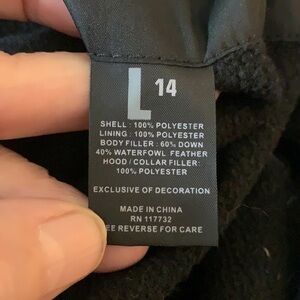 L 14
SHELL : 100% POLYESTER
LINING : 100% POLYESTER
BODY FILLER : 60% DOWN
40% WATERFOWL FEATHER
HOOD / COLLAR FILLER :
100% POLYESTER
EXCLUSIVE OF DECORATION
MADE IN CHINA
RN 117732
EE REVERSE FOR CARE